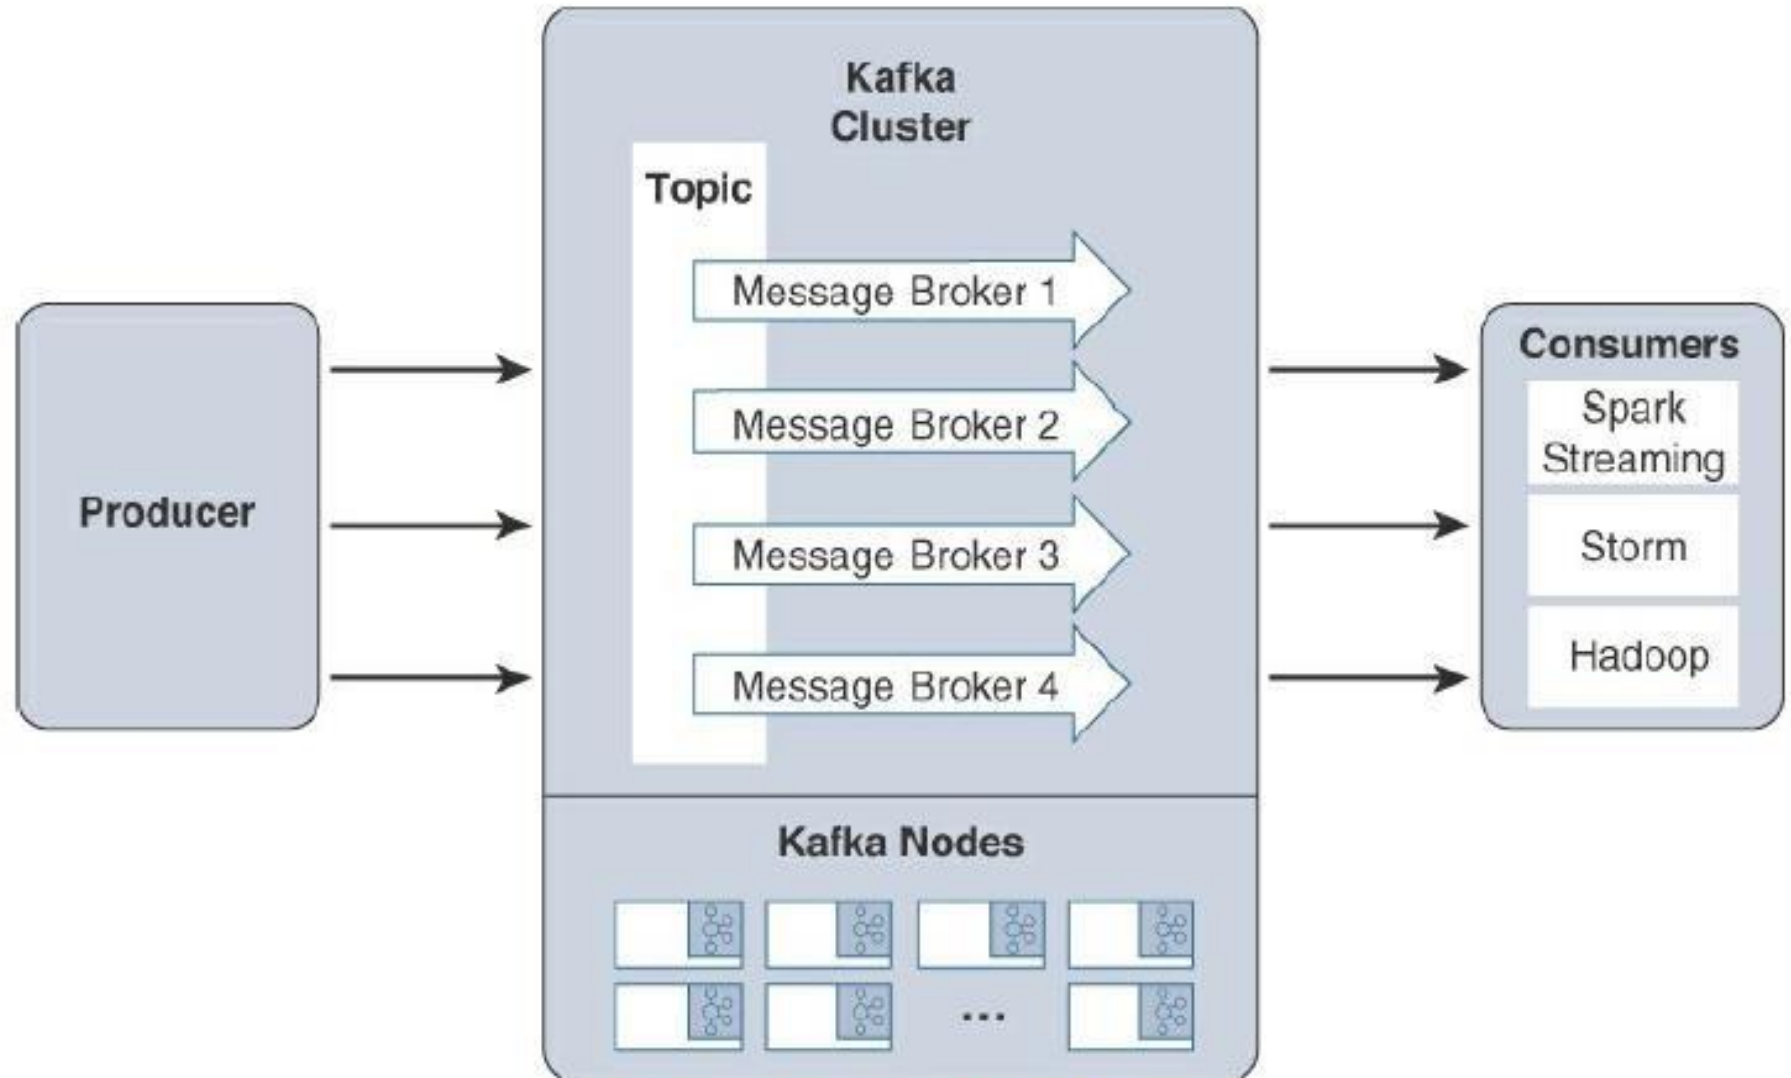 Kafka
Cluster
Topic
Message Broker 1
Message Broker 2
Message Broker 3
Message Broker 4
Producer
Consumers
Spark
Streaming
Storm
Hadoop
Kafka Nodes
...